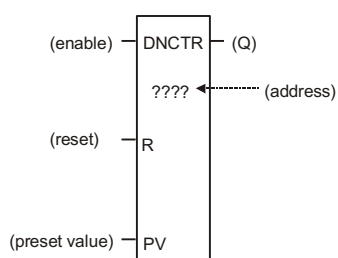 (enable) DNCTR (Q)
???? (address)
(reset) R
(preset value) PV